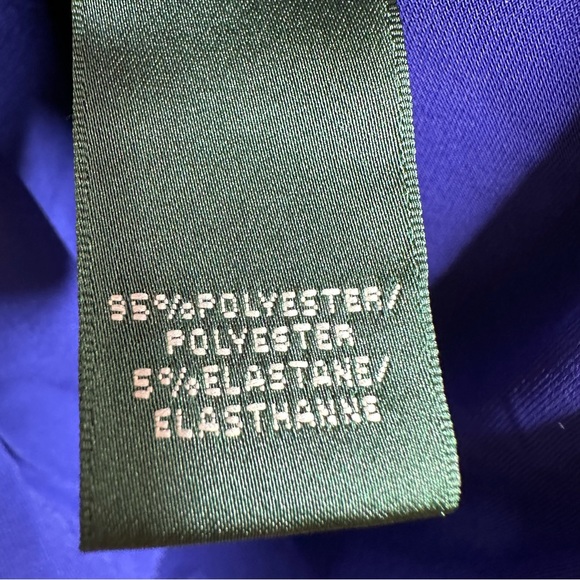 95%POLYESTER/
POLYESTER
5%ELASTANE/
ELASTHANNE